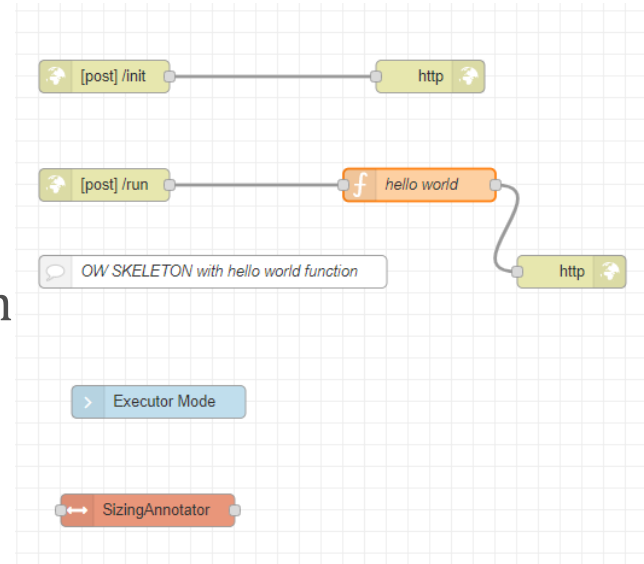 [post] /init
http
[post] /run
f hello world
OW SKELETON with hello world function
http
n
Executor Mode
SizingAnnotator